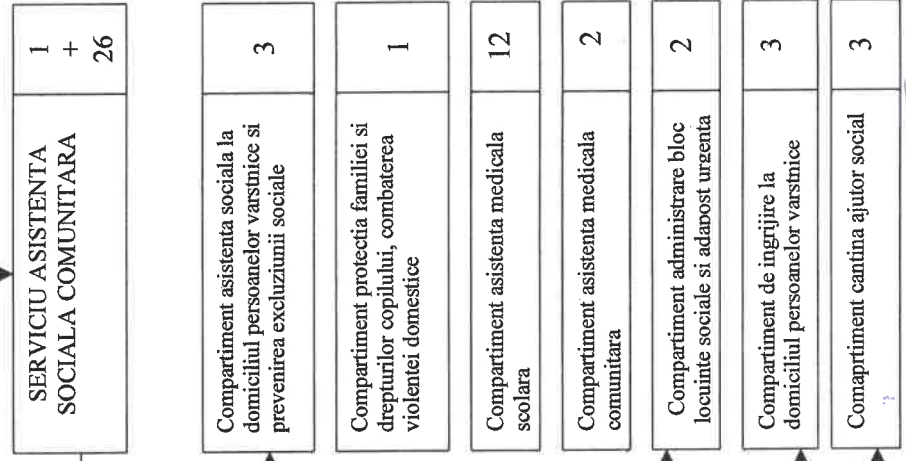 SERVICIU ASISTENTA
SOCIALA COMUNITARA
1
+
26
Compartiment asistenta sociala la
domiciliul persoanelor varstnice si
prevenirea excluziunii sociale
3
Compartiment protectia familiei si
drepturilor copilului, combaterea
violentei domestice
1
Compartiment asistenta medicala
scolara
12
Compartiment asistenta medicala
comunitara
2
Compartiment administrare bloc
locuinte sociale si adapost urgenta
2
Compartiment de ingrijire la
domiciliul persoanelor varstnice
3
Comaprtiment cantina ajutor social
3